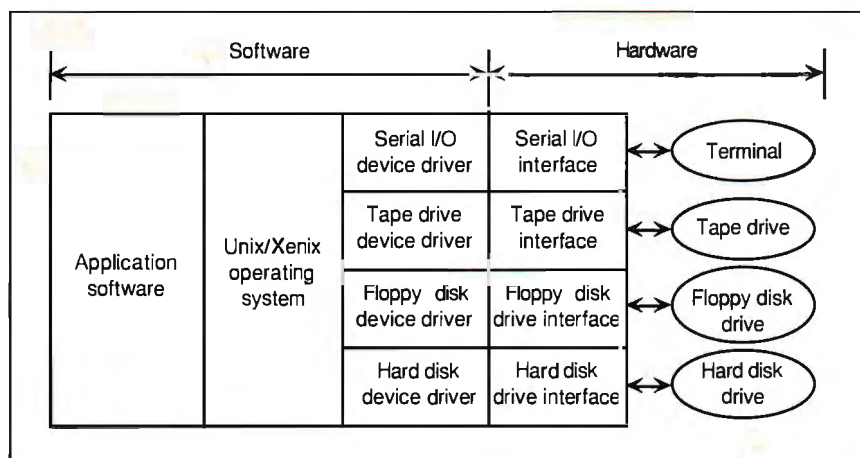 Software
Hardware
Application
software
Unix/Xenix
operating
system
Serial I/O
device driver
Serial I/O
interface
Terminal
Tape drive
device driver
Tape drive
interface
Tape drive
Floppy disk
device driver
Floppy disk
drive interface
Floppy disk
drive
Hard disk
device driver
Hard disk
drive interface
Hard disk
drive